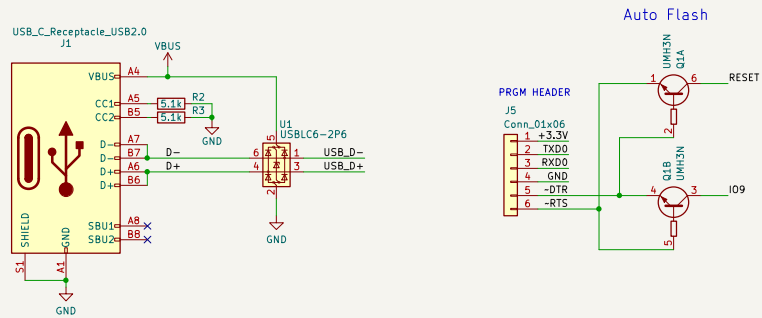 Auto Flash
USB_C_Receptacle_USB2.0
J1
VBUS
UMH3N
Q1A
VBUS
A4
1
6
RESET
PRGM HEADER
CC1
A5
5.1k
R2
CC2
B5
5.1k
R3
J5
Conn_01x06
2
GND
U1
USBLC6-2P6
5
1
+3.3V
D-
A7
2
TXD0
D-
B7
D-
6
1
USB_D-
3
RXD0
D+
A6
D+
4
3
USB_D+
4
GND
D+
B6
2
5
~DTR
6
~RTS
Q1B
UMH3N
4
3
IO9
5
SBU1
A8
SBU2
B8
GND
SHIELD
GND
S1
A1
GND